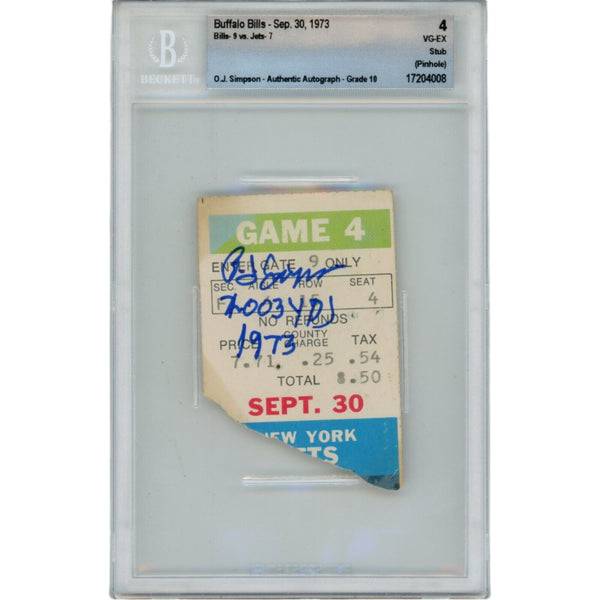 Buffalo Bills - Sep. 30, 1973
Bills- 9 vs. Jets- 7
O.J. Simpson - Authentic Autograph - Grade 10
4
VG-EX
Stub
(Pinhole)
17204008
B
BECKETT
GAME 4
ENTER GATE 9 ONLY
SEC. AISLE ROW SEAT
F 15 4
2003 YDS
NO REFUNDS
1973
PRICE COUNTY CHARGE TAX
7.71 .25 .54
TOTAL 8.50
SEPT. 30
NEW YORK